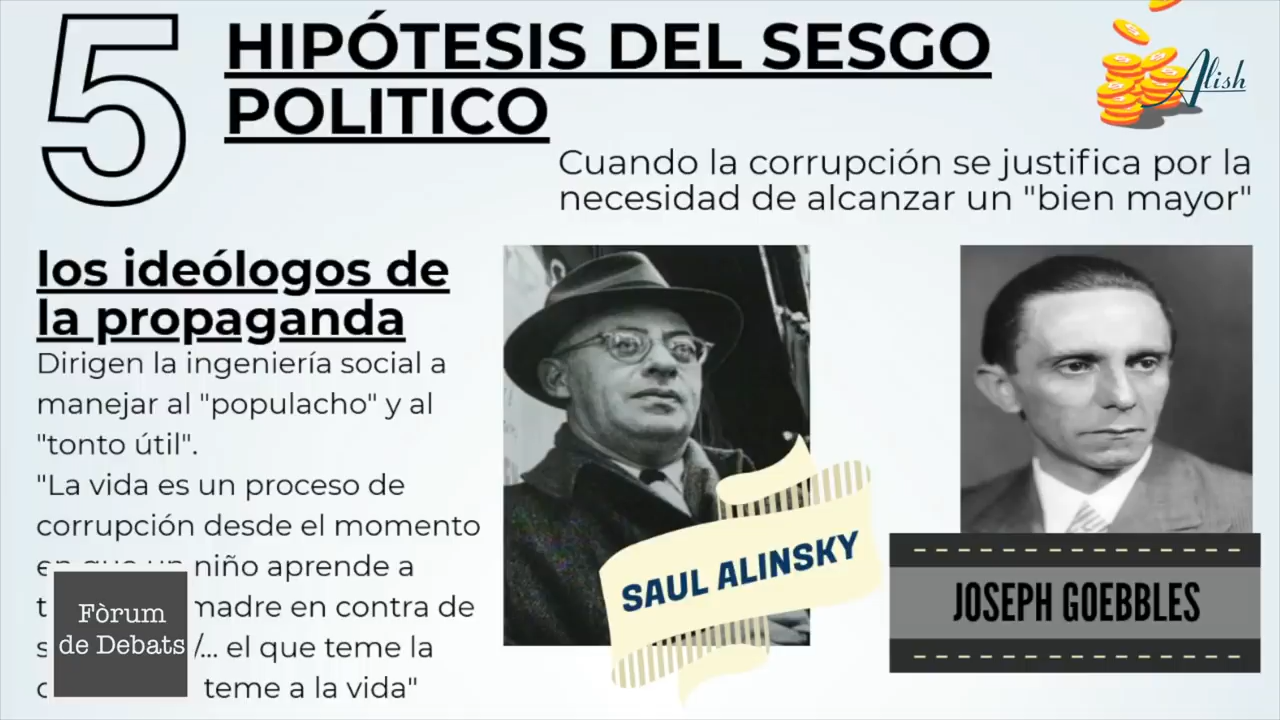 5
HIPÓTESIS DEL SESGO
POLITICO
Alish
Cuando la corrupción se justifica por la
necesidad de alcanzar un "bien mayor"
los ideólogos de
la propaganda
Dirigen la ingeniería social a
manejar al "populacho" y al
"tonto útil".
"La vida es un proceso de
corrupción desde el momento
en que un niño aprende a
madre en contra de
/... el que teme la
teme a la vida"
Fòrum
de Debats
SAUL ALINSKY
JOSEPH GOEBBLES